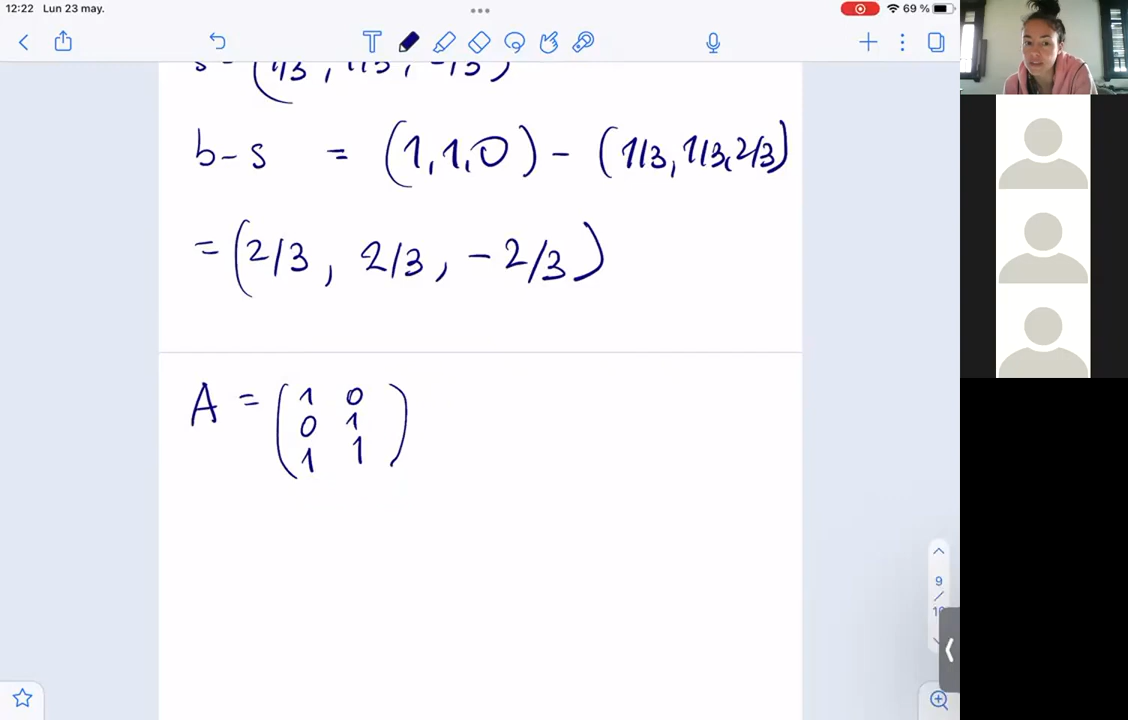 12:22 Lun 23 may.
69 %
T
b-s = (1,1,0) - (1/3, 1/3, 2/3)
= (2/3, 2/3, -2/3)
A = ( 1 0
0 1
1 1 )
9
/